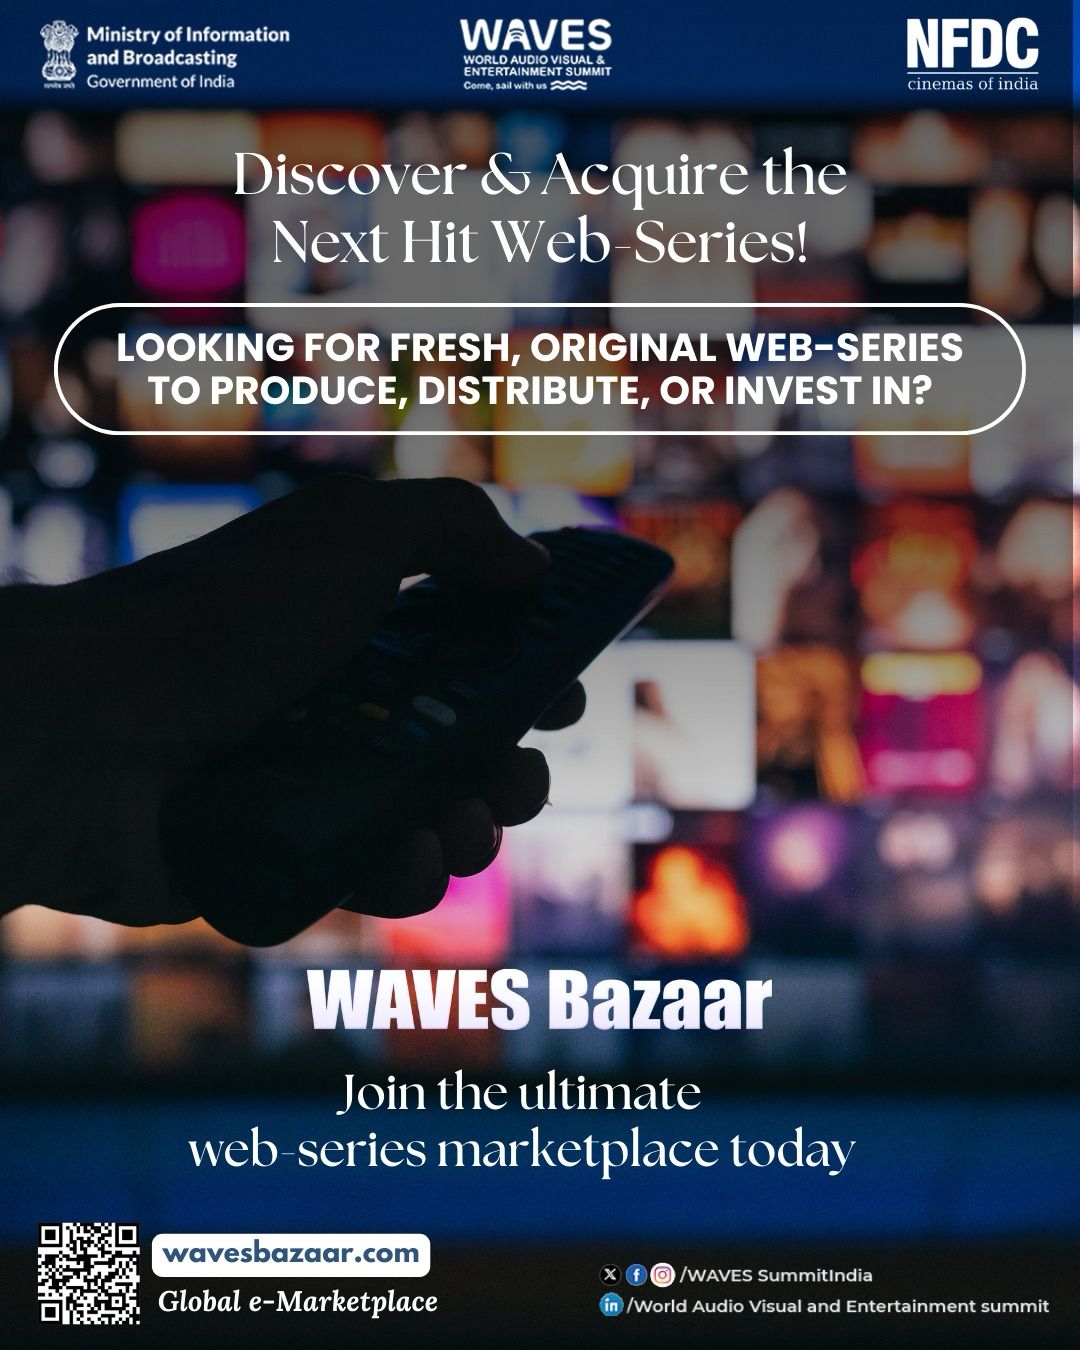 Ministry of Information
and Broadcasting
Government of India
सत्यमेव जयते
WAVES
WORLD AUDIO VISUAL &
ENTERTAINMENT SUMMIT
Come, sail with us
NFDC
cinemas of india
Discover & Acquire the
Next Hit Web-Series!
LOOKING FOR FRESH, ORIGINAL WEB-SERIES
TO PRODUCE, DISTRIBUTE, OR INVEST IN?
WAVES Bazaar
Join the ultimate
web-series marketplace today
wavesbazaar.com
Global e-Marketplace
/WAVES SummitIndia
/World Audio Visual and Entertainment summit